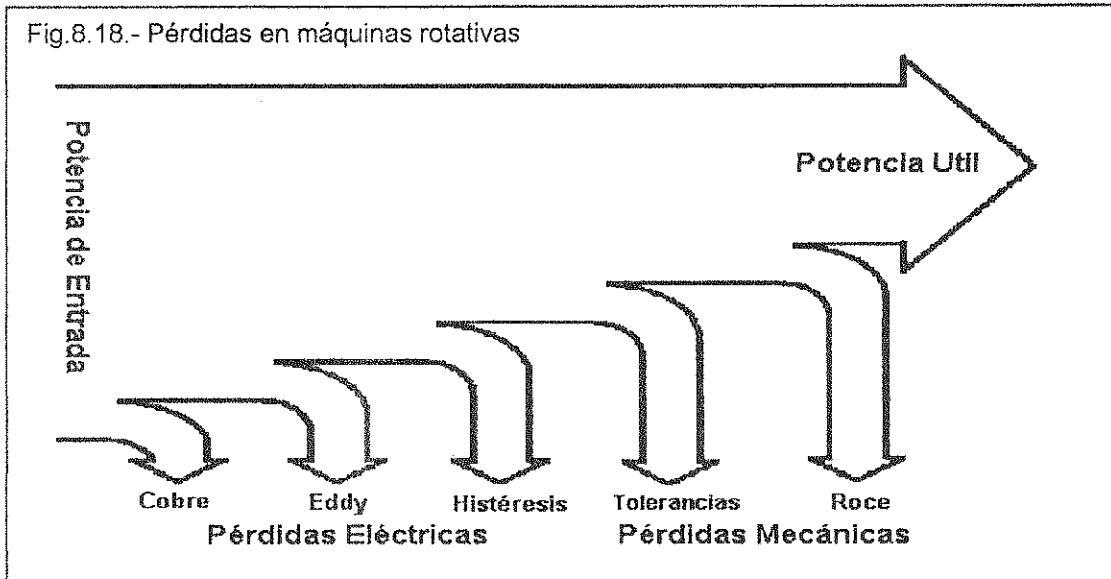 Fig.8.18.- Pérdidas en máquinas rotativas
Potencia de Entrada
Potencia Util
Cobre
Eddy
Histéresis
Tolerancias
Roce
Pérdidas Eléctricas
Pérdidas Mecánicas